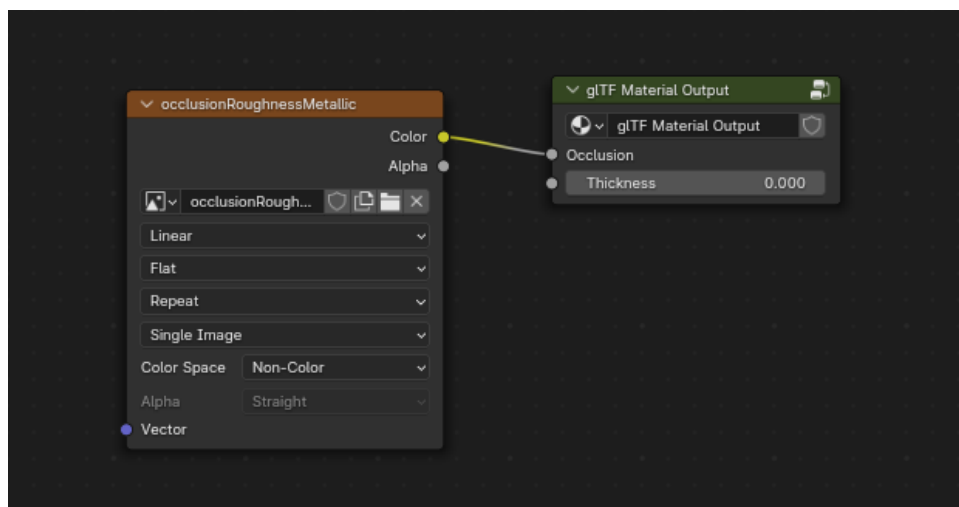 occlusionRoughnessMetallic
Color
Alpha
occlusionRough...
Linear
Flat
Repeat
Single Image
Color Space Non-Color
Alpha Straight
Vector
glTF Material Output
glTF Material Output
Occlusion
Thickness 0.000